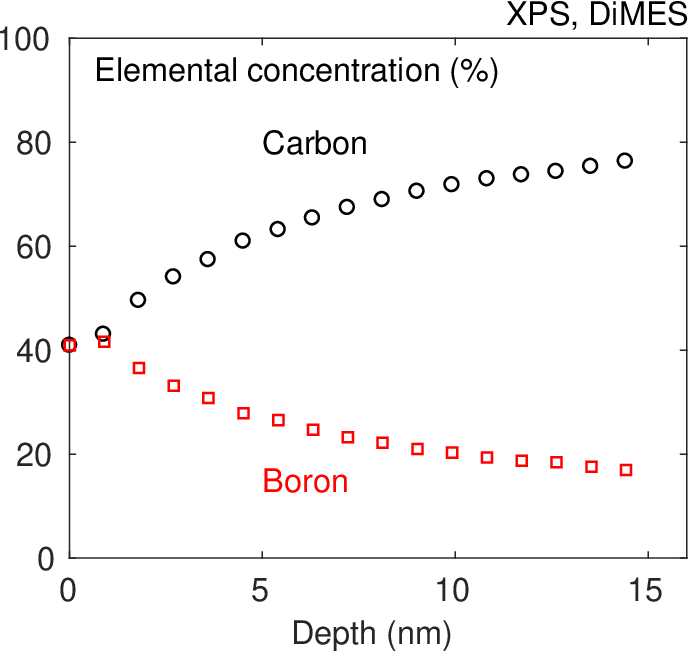 XPS, DiMES
100
Elemental concentration (%)
Carbon
80
60
40
20
Boron
0
0 5 10 15
Depth (nm)